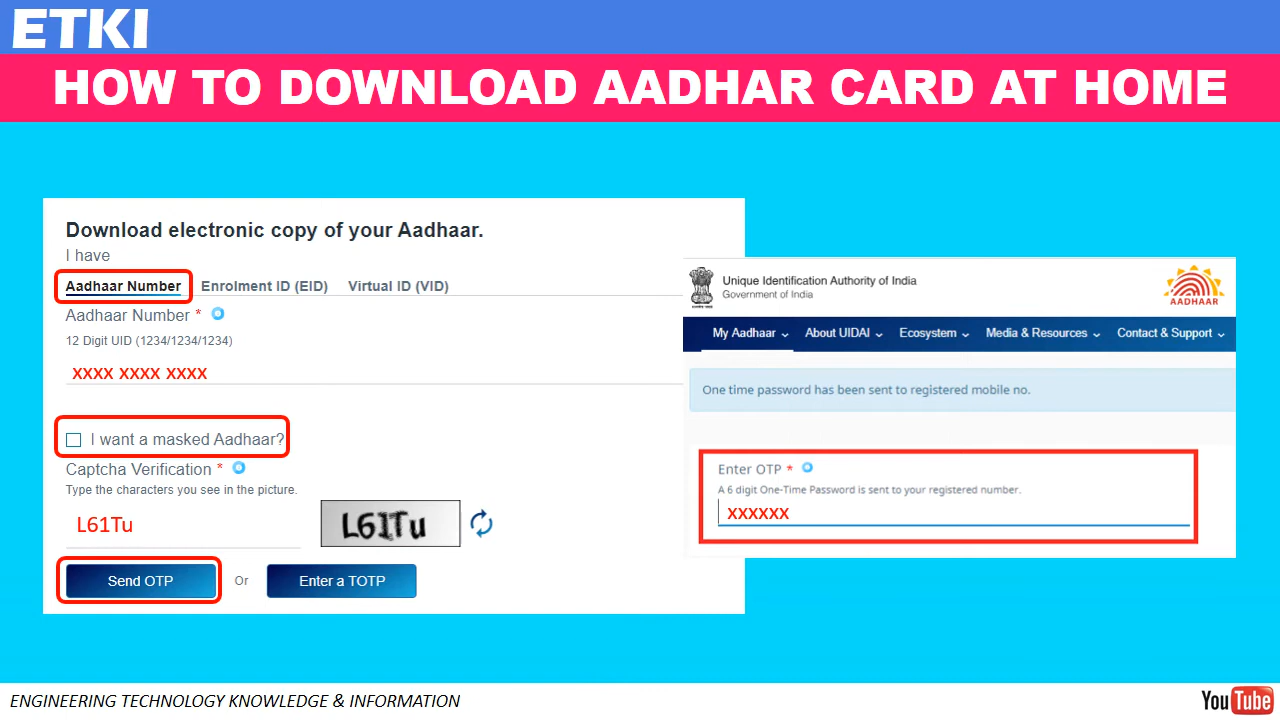 ETKI
HOW TO DOWNLOAD AADHAR CARD AT HOME
Download electronic copy of your Aadhaar.
I have
Aadhaar Number Enrolment ID (EID) Virtual ID (VID)
Aadhaar Number *
12 Digit UID (1234/1234/1234)
XXXX XXXX XXXX
I want a masked Aadhaar?
Captcha Verification *
Type the characters you see in the picture.
L61Tu
L61Tu
Send OTP Or Enter a TOTP
Unique Identification Authority of India
Government of India
AADHAAR
My Aadhaar About UIDAI Ecosystem Media & Resources Contact & Support
One time password has been sent to registered mobile no.
Enter OTP *
A 6 digit One-Time Password is sent to your registered number.
XXXXXX
ENGINEERING TECHNOLOGY KNOWLEDGE & INFORMATION
YouTube